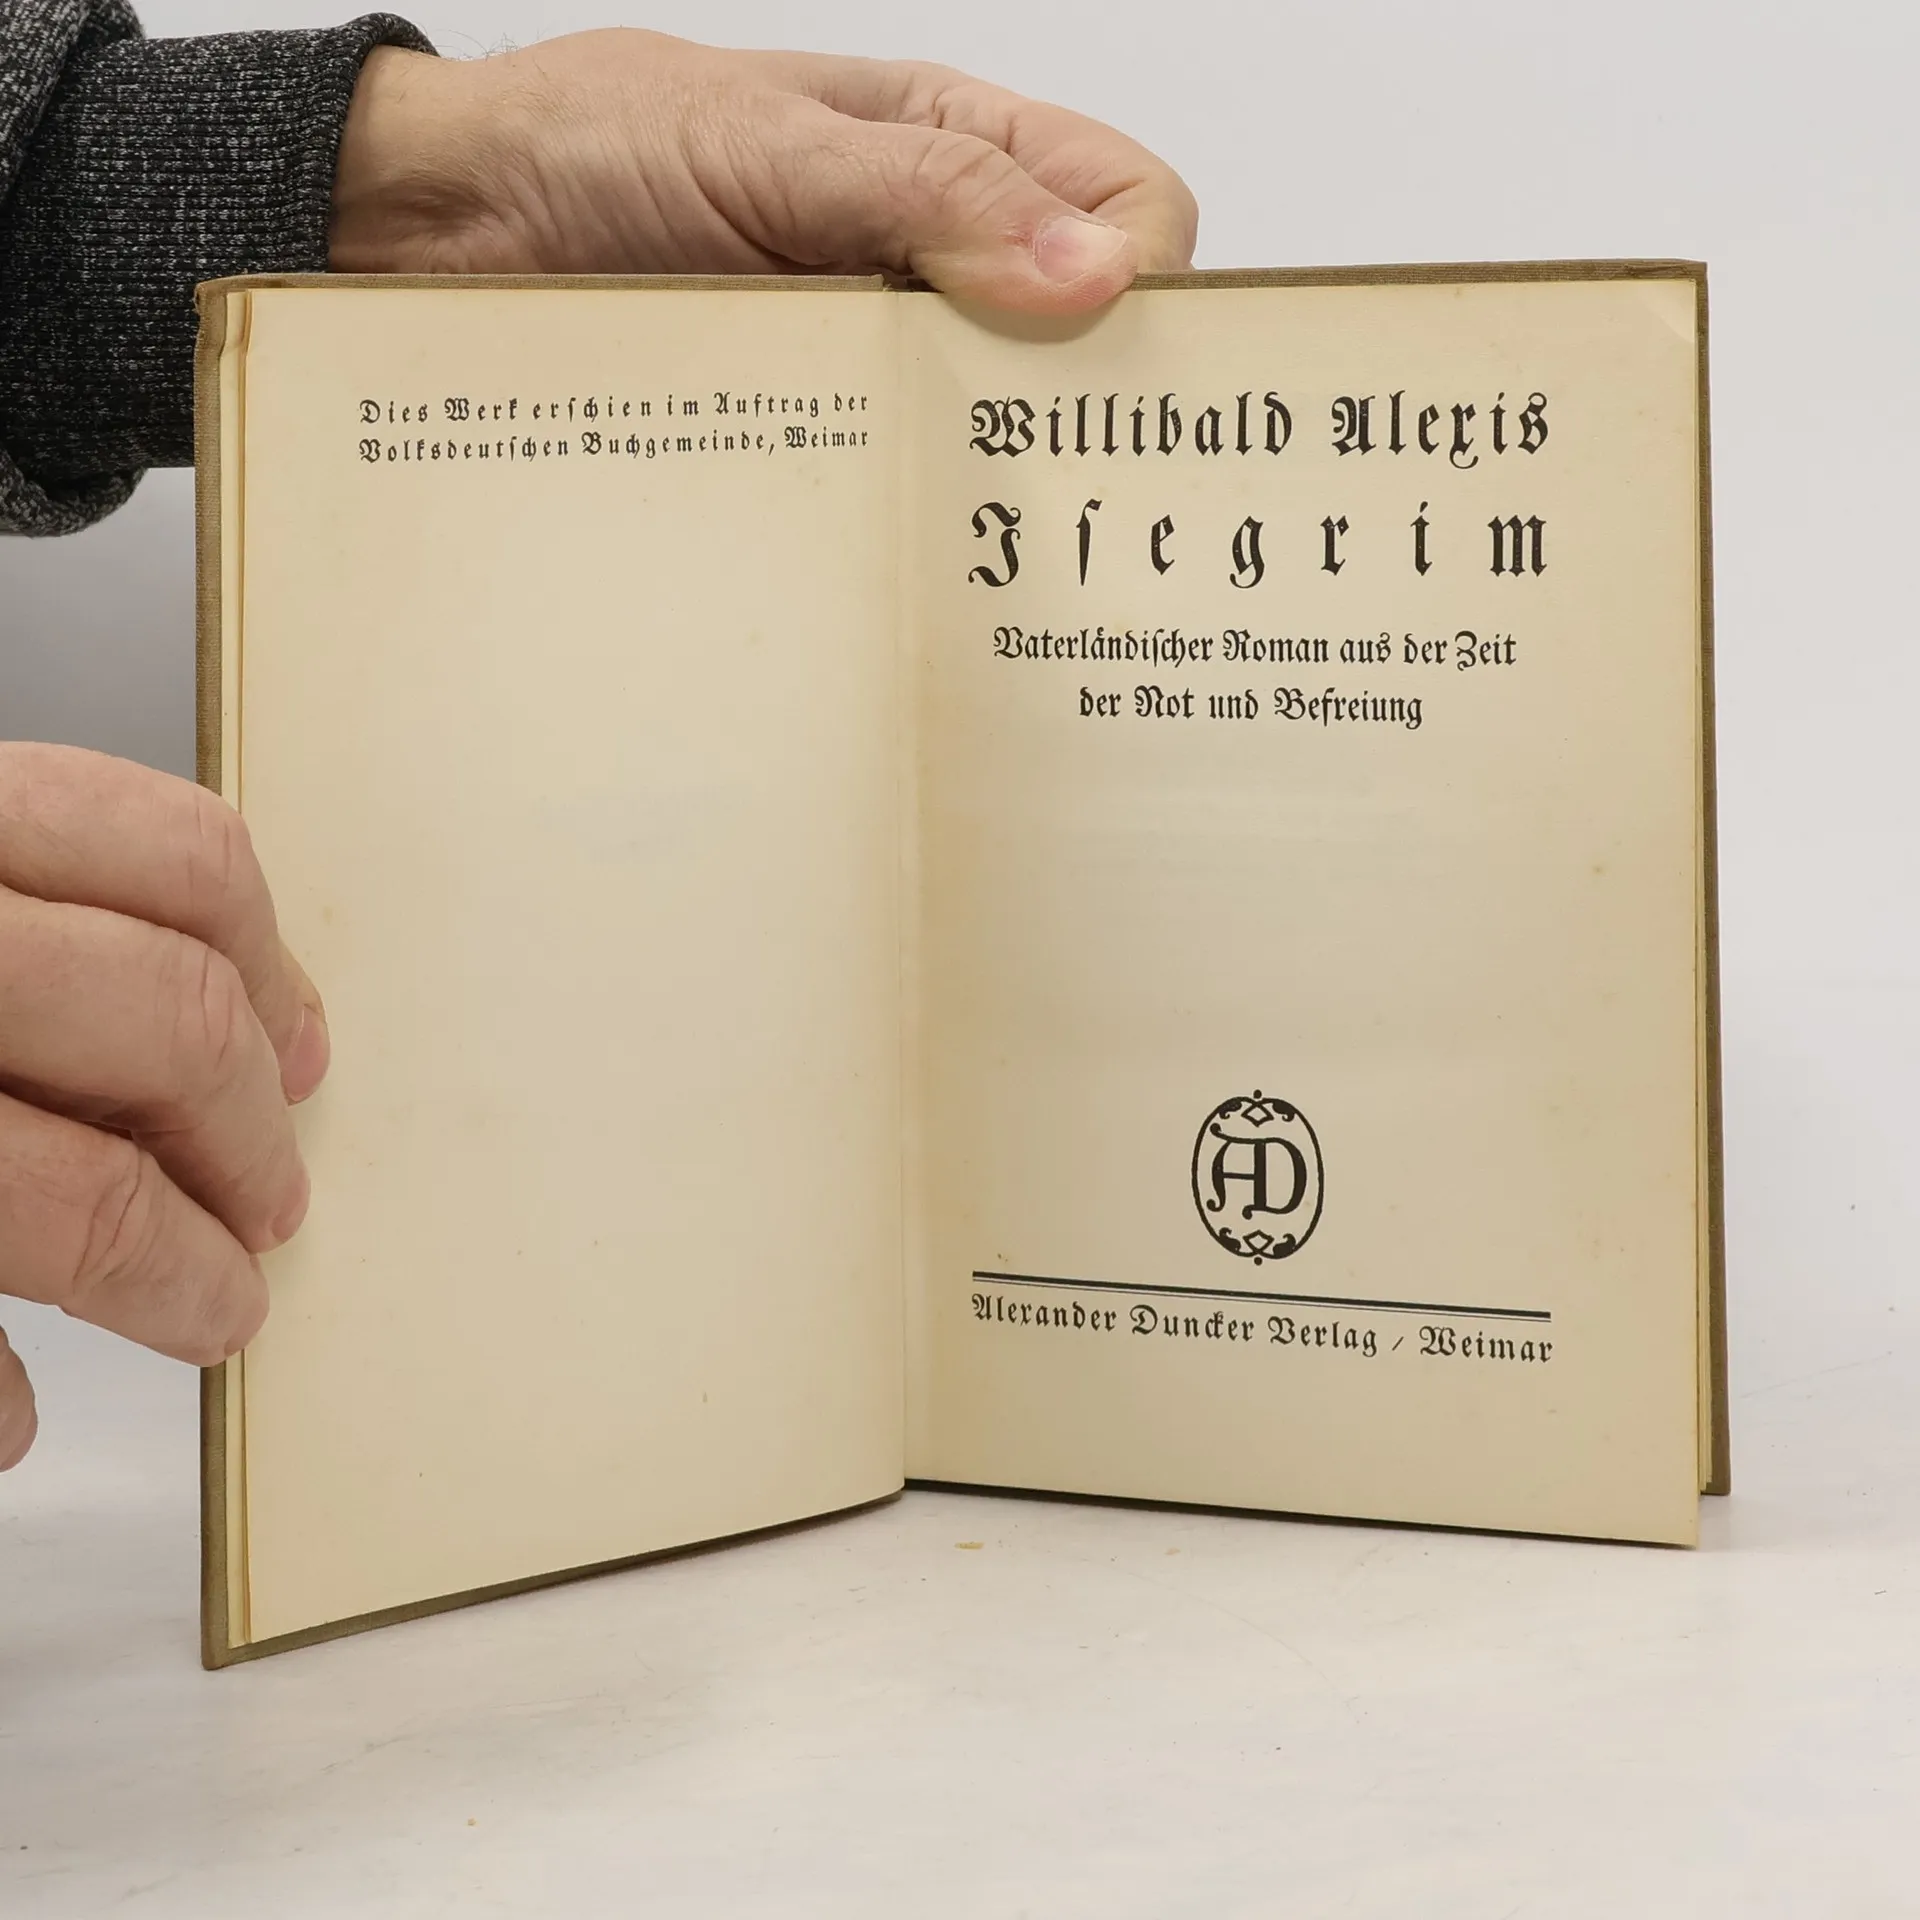 Dies Werk erſchien im Auftrag der
Volksdeutſchen Buchgemeinde, Weimar
Willibald Alexis
Iſegrim
Vaterländiſcher Roman aus der Zeit
der Not und Befreiung
AD
Alexander Duncker Verlag / Weimar